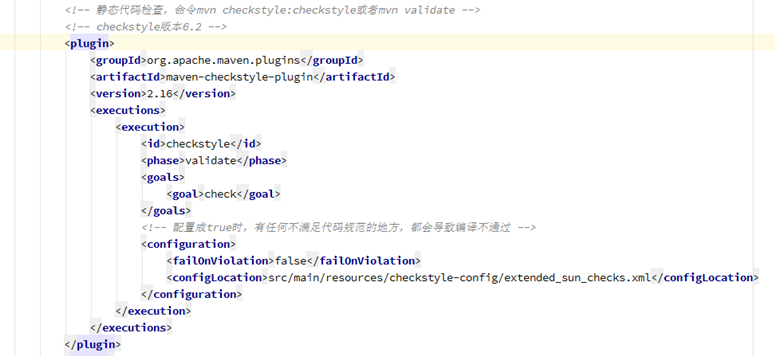 <!-- 静态代码检查，命令mvn checkstyle:checkstyle或者mvn validate -->
<!-- checkstyle版本6.2 -->
<plugin>
<groupId>org.apache.maven.plugins</groupId>
<artifactId>maven-checkstyle-plugin</artifactId>
<version>2.16</version>
<executions>
<execution>
<id>checkstyle</id>
<phase>validate</phase>
<goals>
<goal>check</goal>
</goals>
<!-- 配置成true时，有任何不满足代码规范的地方，都会导致编译不通过 -->
<configuration>
<failOnViolation>false</failOnViolation>
<configLocation>src/main/resources/checkstyle-config/extended_sun_checks.xml</configLocation>
</configuration>
</execution>
</executions>
</plugin>